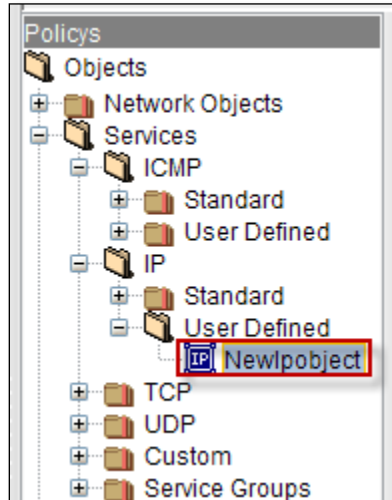 Policys
Objects
Network Objects
Services
ICMP
Standard
User Defined
IP
Standard
User Defined
IP NewIpobject
TCP
UDP
Custom
Service Groups